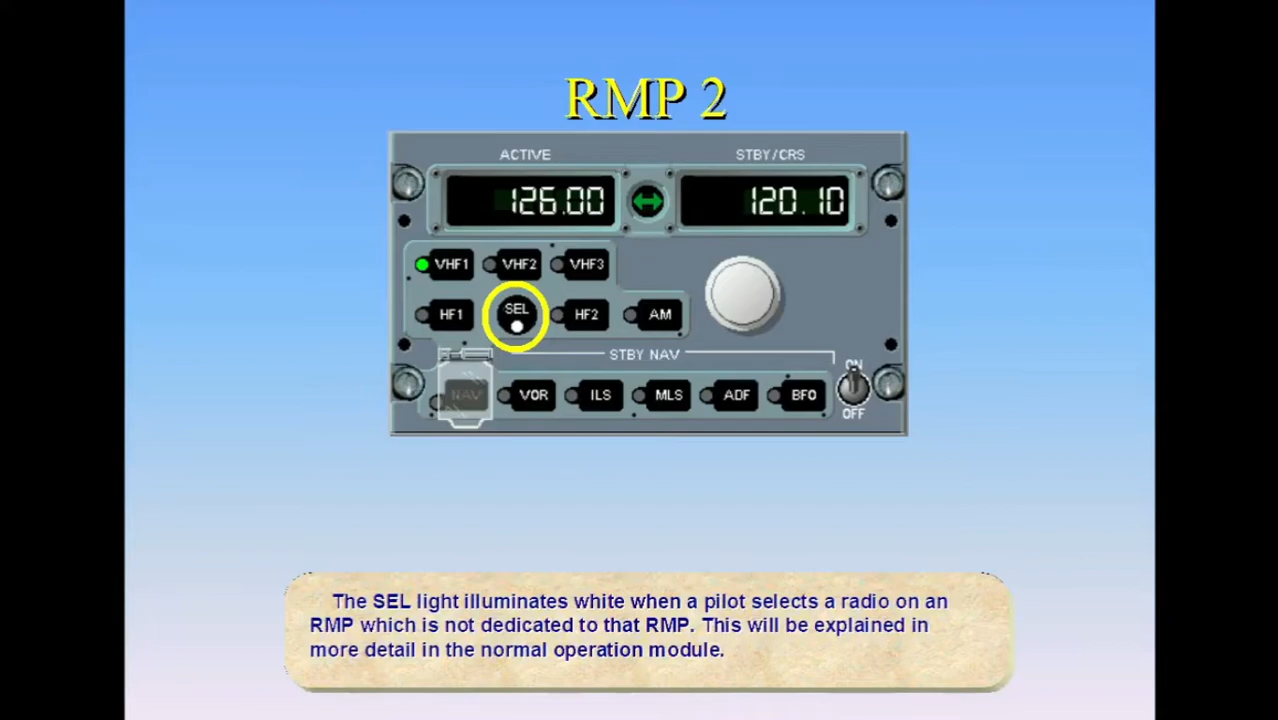 RMP 2
ACTIVE STBY/CRS
126.00 120.10
VHF1 VHF2 VHF3
HF1 SEL HF2 AM
STBY NAV
ON
NAV VOR ILS MLS ADF BFO
OFF
The SEL light illuminates white when a pilot selects a radio on an
RMP which is not dedicated to that RMP. This will be explained in
more detail in the normal operation module.